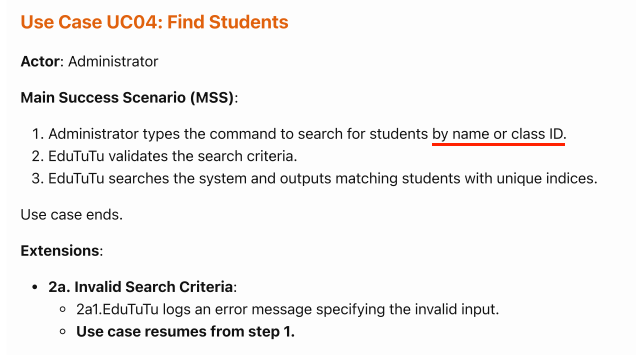 Use Case UC04: Find Students
Actor: Administrator
Main Success Scenario (MSS):
1. Administrator types the command to search for students by name or class ID.
2. EduTuTu validates the search criteria.
3. EduTuTu searches the system and outputs matching students with unique indices.
Use case ends.
Extensions:
• 2a. Invalid Search Criteria:
○ 2a1.EduTuTu logs an error message specifying the invalid input.
○ Use case resumes from step 1.